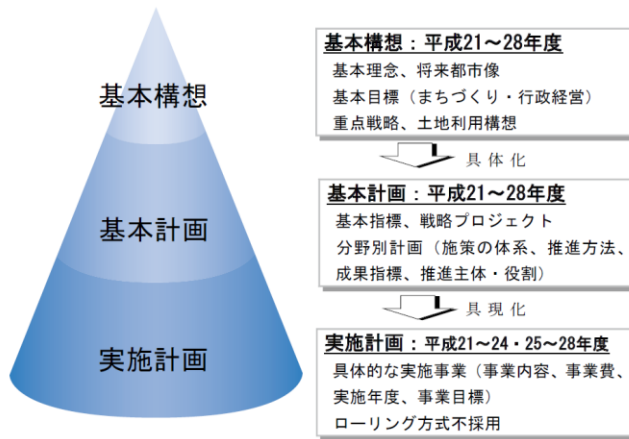 基本構想
基本計画
実施計画
基本構想：平成21～28年度
基本理念、将来都市像
基本目標（まちづくり・行政経営）
重点戦略、土地利用構想
具体化
基本計画：平成21～28年度
基本指標、戦略プロジェクト
分野別計画（施策の体系、推進方法、
成果指標、推進主体・役割）
具現化
実施計画：平成21～24・25～28年度
具体的な実施事業（事業内容、事業費、
実施年度、事業目標）
ローリング方式不採用